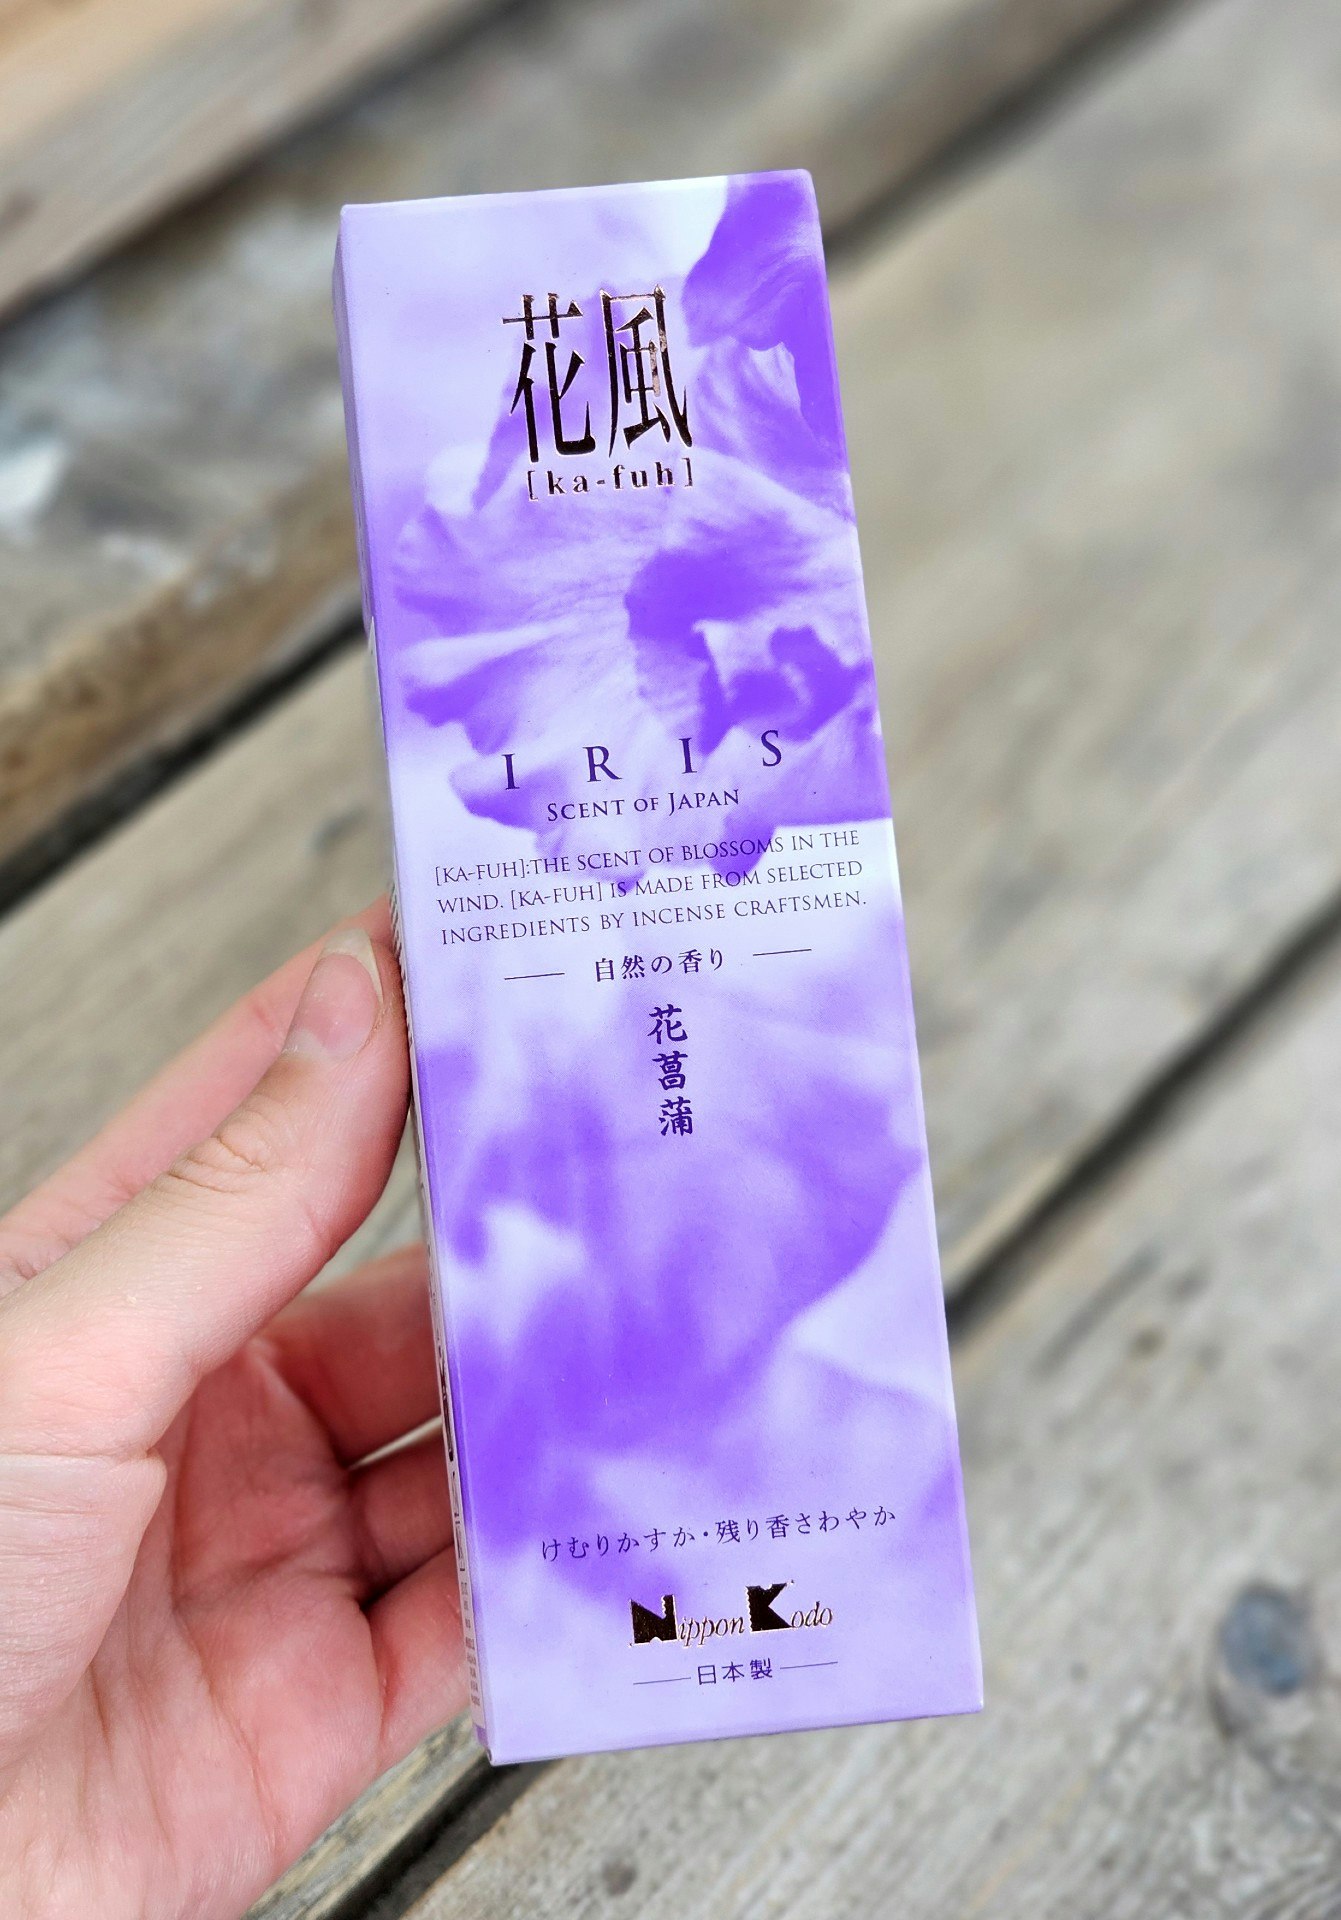 花風
[ka-fuh]
IRIS
SCENT OF JAPAN
[KA-FUH]:THE SCENT OF BLOSSOMS IN THE
WIND. [KA-FUH] IS MADE FROM SELECTED
INGREDIENTS BY INCENSE CRAFTSMEN.
自然の香り
花菖蒲
けむりかすか・残り香さわやか
Nippon Kodo
日本製